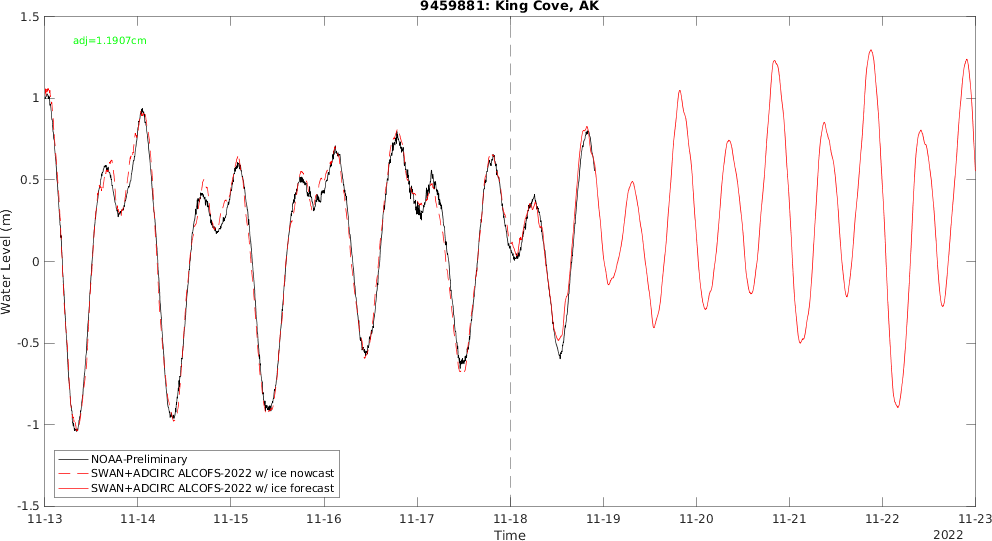 9459881: King Cove, AK
adj=1.1907cm
1.5
1
0.5
0
-0.5
-1
-1.5
Water Level (m)
NOAA-Preliminary
SWAN+ADCIRC ALCOFS-2022 w/ ice nowcast
SWAN+ADCIRC ALCOFS-2022 w/ ice forecast
11-13 11-14 11-15 11-16 11-17 11-18 11-19 11-20 11-21 11-22 11-23
Time
2022